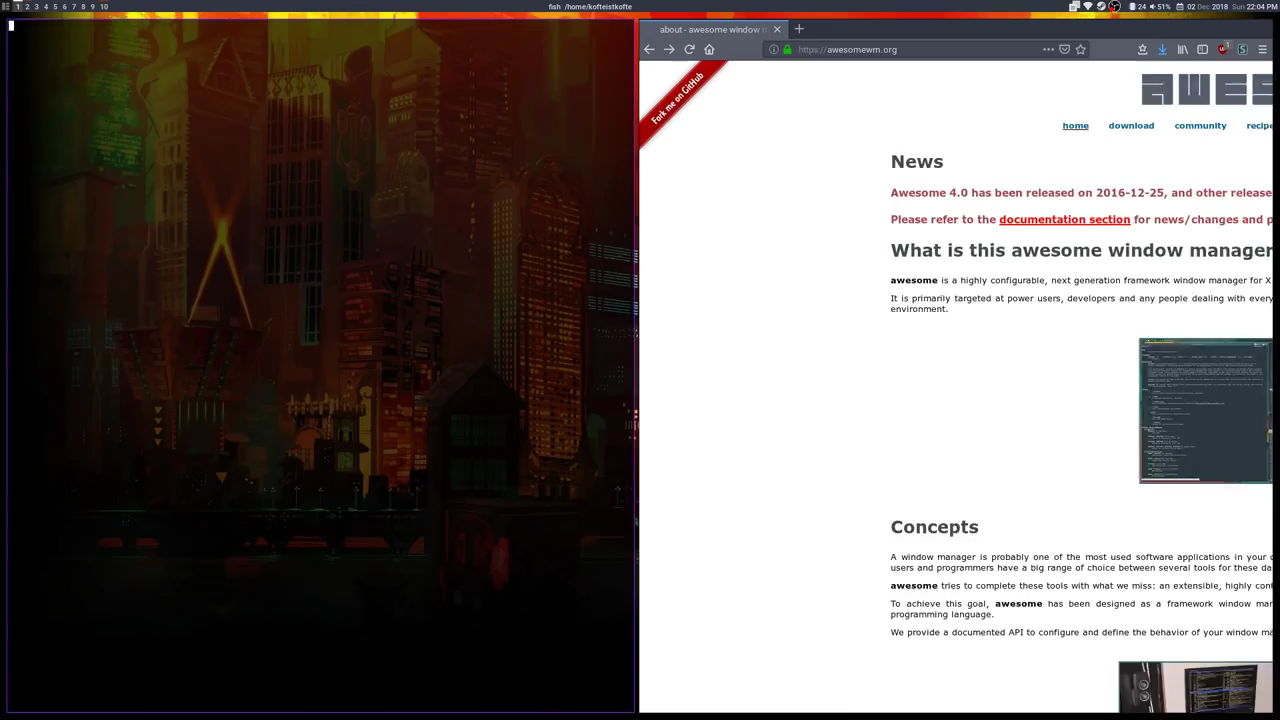 1 2 3 4 5 6 7 8 9 10
fish /home/kofteistkofte
24 51% 02 Dec 2018 Sun 22:04 PM
about - awesome window m
https://awesomewm.org
Fork me on GitHub
AWES
home download community recipe
News
Awesome 4.0 has been released on 2016-12-25, and other release
Please refer to the documentation section for news/changes and p
What is this awesome window manager
awesome is a highly configurable, next generation framework window manager for X
It is primarily targeted at power users, developers and any people dealing with every
environment.
Concepts
A window manager is probably one of the most used software applications in your d
users and programmers have a big range of choice between several tools for these da
awesome tries to complete these tools with what we miss: an extensible, highly conf
To achieve this goal, awesome has been designed as a framework window man
programming language.
We provide a documented API to configure and define the behavior of your window ma